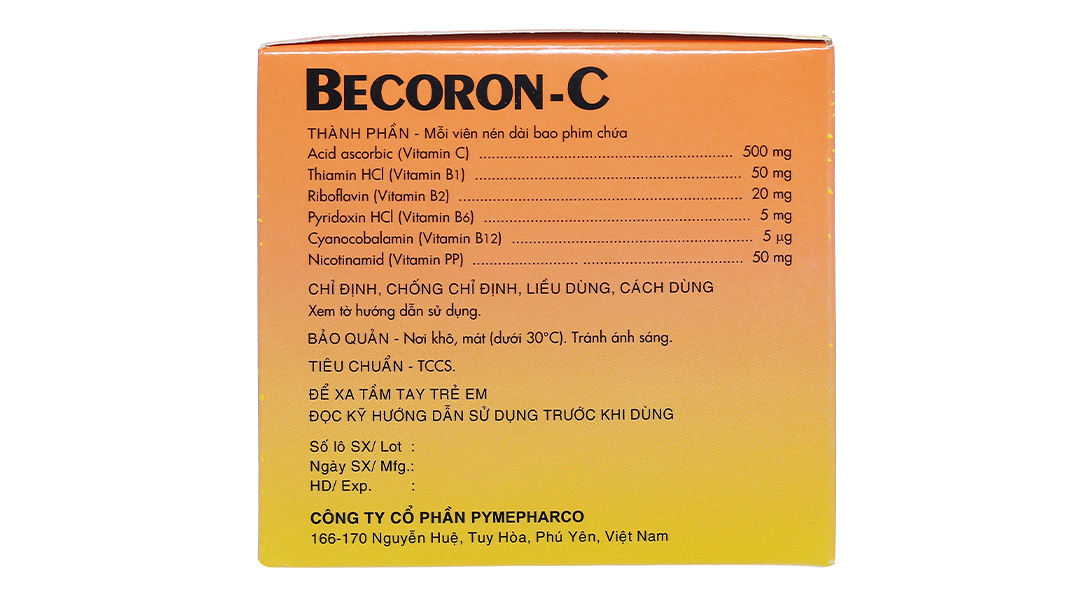 BECORON-C
THÀNH PHẦN - Mỗi viên nén dài bao phim chứa
Acid ascorbic (Vitamin C) ........................ 500 mg
Thiamin HCl (Vitamin B1) ........................ 50 mg
Riboflavin (Vitamin B2) ........................ 20 mg
Pyridoxin HCl (Vitamin B6) ........................ 5 mg
Cyanocobalamin (Vitamin B12) ........................ 5 µg
Nicotinamid (Vitamin PP) ........................ 50 mg
CHỈ ĐỊNH, CHỐNG CHỈ ĐỊNH, LIỀU DÙNG, CÁCH DÙNG
Xem tờ hướng dẫn sử dụng.
BẢO QUẢN - Nơi khô, mát (dưới 30°C). Tránh ánh sáng.
TIÊU CHUẨN - TCCS.
ĐỂ XA TẦM TAY TRẺ EM
ĐỌC KỸ HƯỚNG DẪN SỬ DỤNG TRƯỚC KHI DÙNG
Số lô SX/ Lot :
Ngày SX/ Mfg.:
HD/ Exp. :
CÔNG TY CỔ PHẦN PYMEPHARCO
166-170 Nguyễn Huệ, Tuy Hòa, Phú Yên, Việt Nam